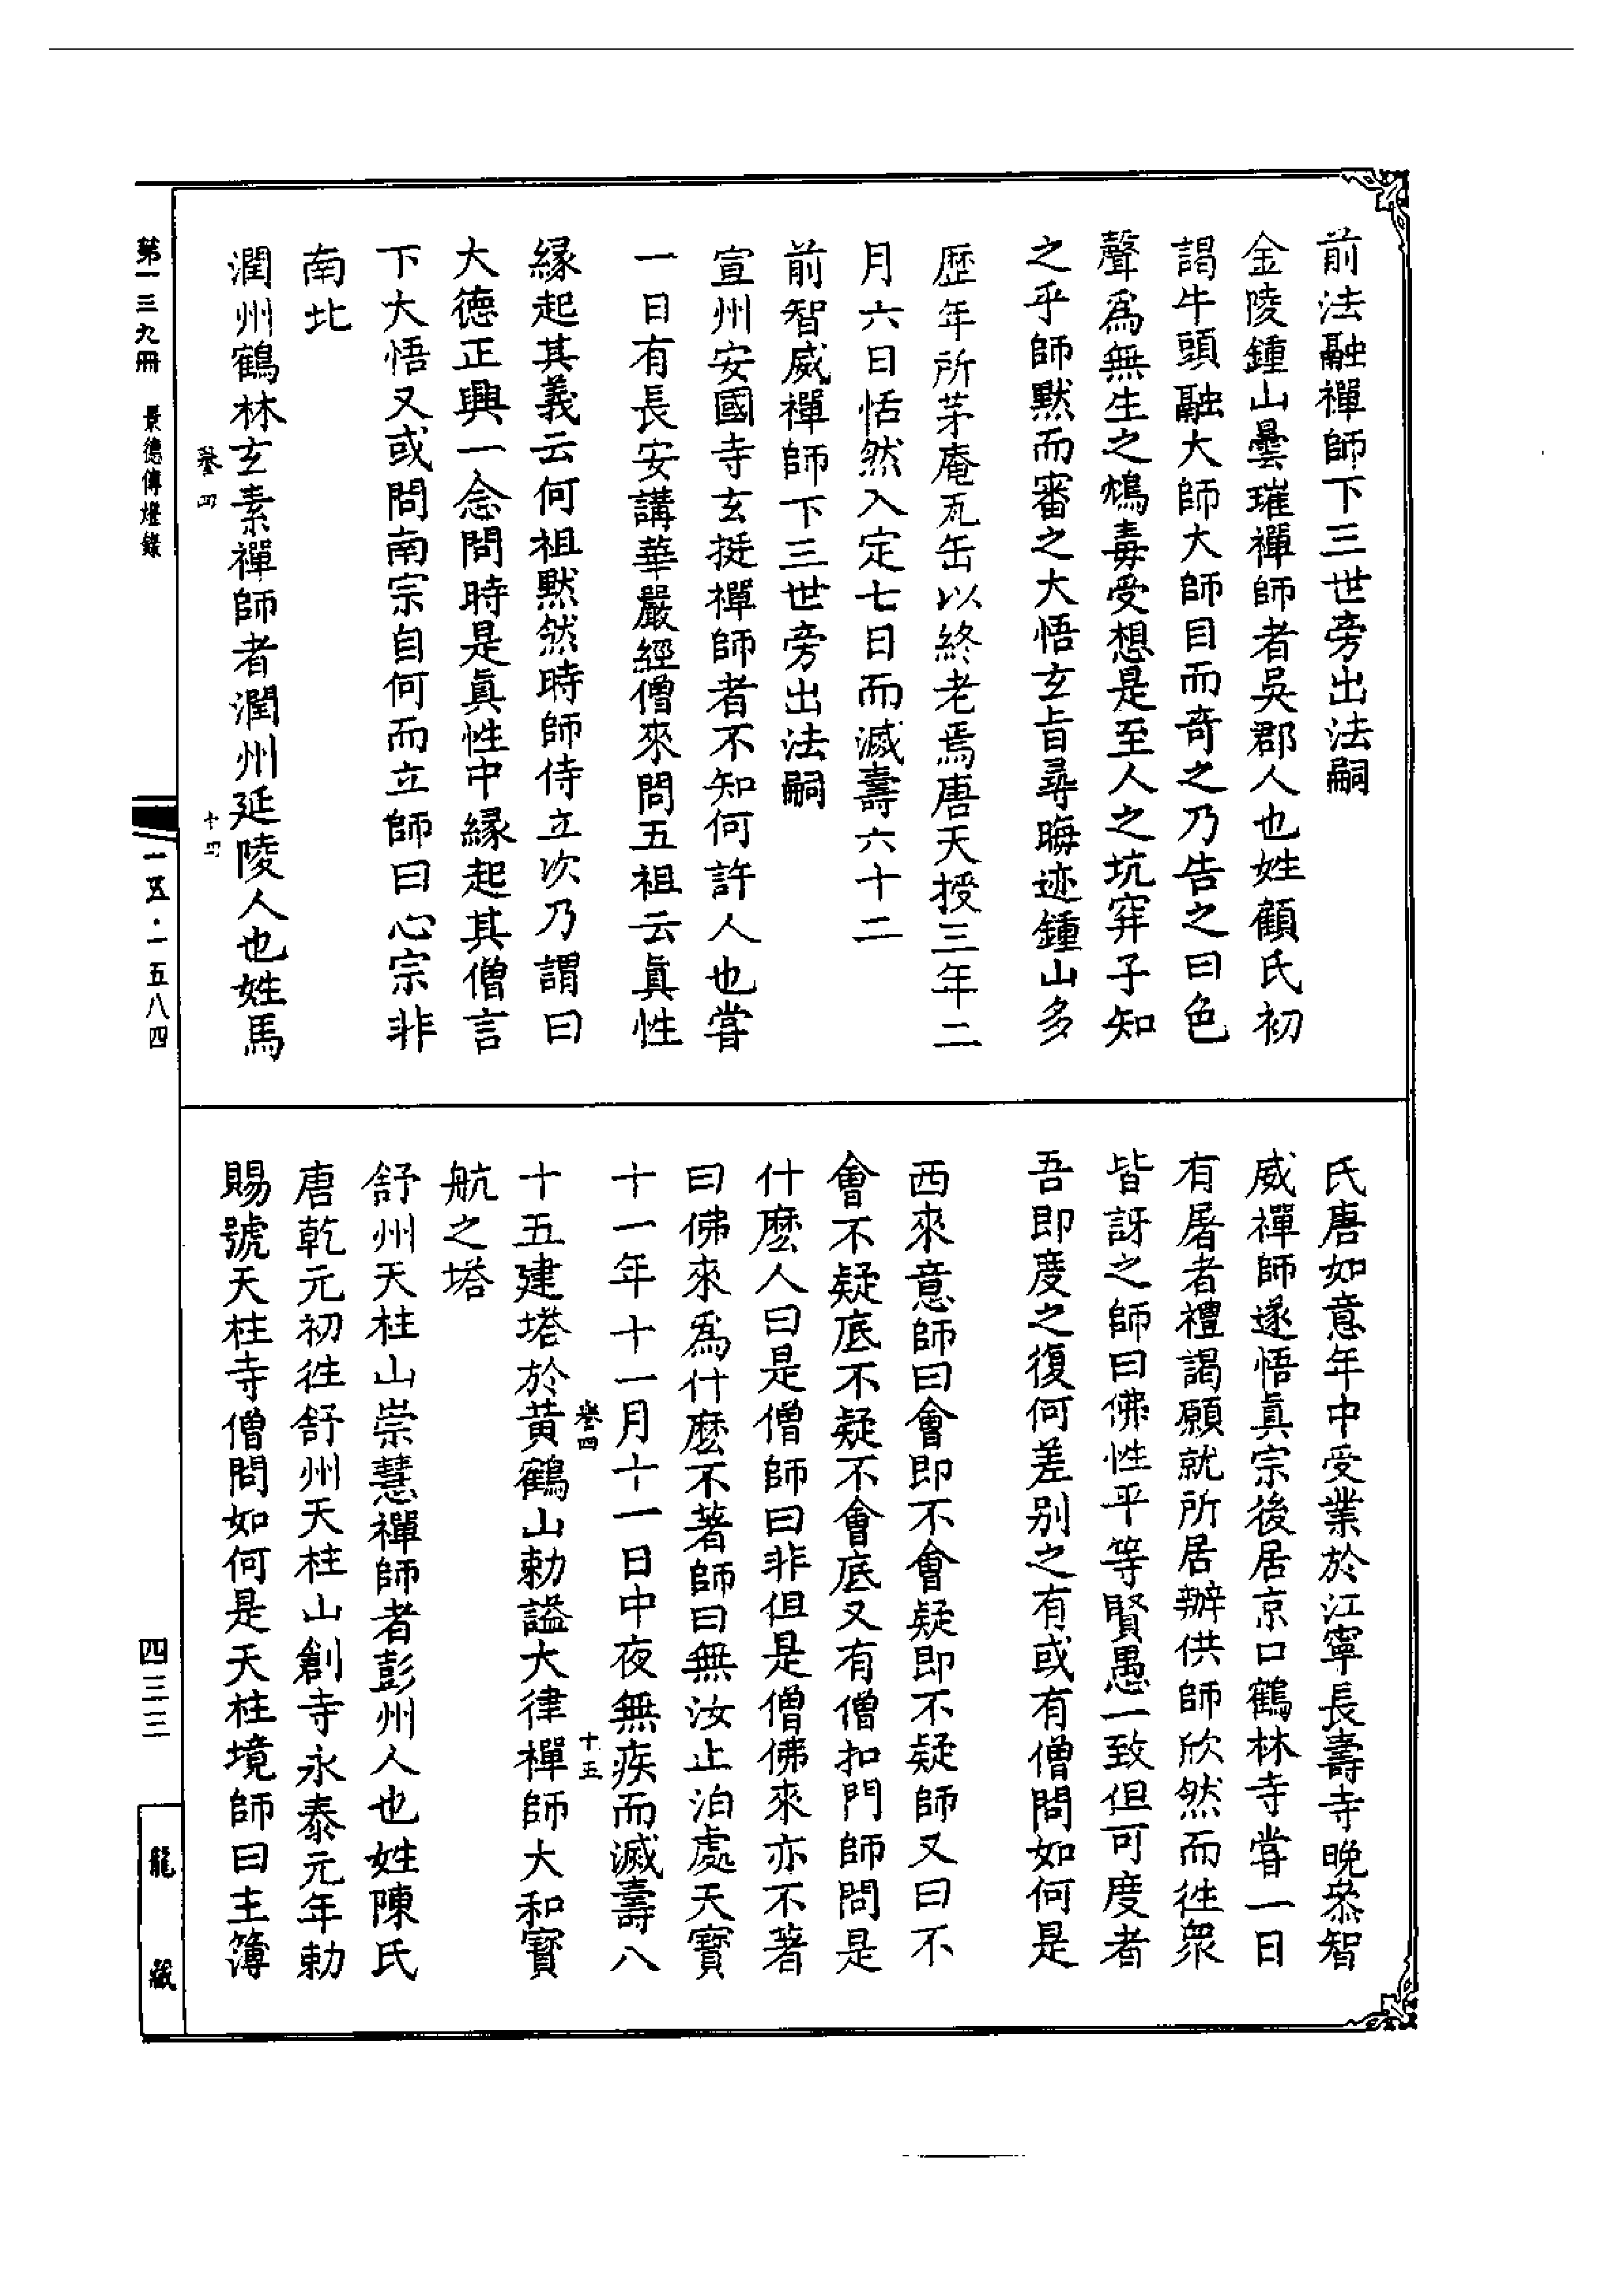 前法融禪師下三世旁出法嗣
金陵鍾山曇璀禪師者吳郡人也姓顧氏初
謁牛頭融大師大師目而奇之乃告之曰色
聲爲無生之鴆毒受想是至人之坑穽子知
之乎師默而審之大悟玄旨尋晦迹鍾山多
歷年所茅庵瓦缶以終老焉唐天授三年二
月六日恬然入定七日而滅壽六十二
前智威禪師下三世旁出法嗣
宣州安國寺玄挺禪師者不知何許人也甞
一日有長安講華嚴經僧來問五祖云眞性
緣起其義云何祖默然時師侍立次乃謂曰
大德正興一念問時是眞性中緣起其僧言
下大悟又或問南宗自何而立師曰心宗非
南北
潤州鶴林玄素禪師者潤州延陵人也姓馬
卷四
十四
氏唐如意年中受業於江寧長壽寺晚叅智
威禪師遂悟眞宗後居京口鶴林寺甞一日
有屠者禮謁願就所居辦供師欣然而徃衆
皆訝之師曰佛性平等賢愚一致但可度者
吾即度之復何差别之有或有僧問如何是
西來意師曰會即不會疑即不疑師又曰不
會不疑底不疑不會底又有僧扣門師問是
什麽人曰是僧師曰非但是僧佛來亦不著
曰佛來爲什麽不著師曰無汝止泊處天寶
十一年十一月十一日中夜無疾而滅壽八
卷四
十五
十五建塔於黄鶴山勅謚大律禪師大和寶
航之塔
舒州天柱山崇慧禪師者彭州人也姓陳氏
唐乾元初徃舒州天柱山創寺永泰元年勅
賜號天柱寺僧問如何是天柱境師曰主簿
第一三九冊 景德傳燈錄
一五·一五八四
四三三
龍藏